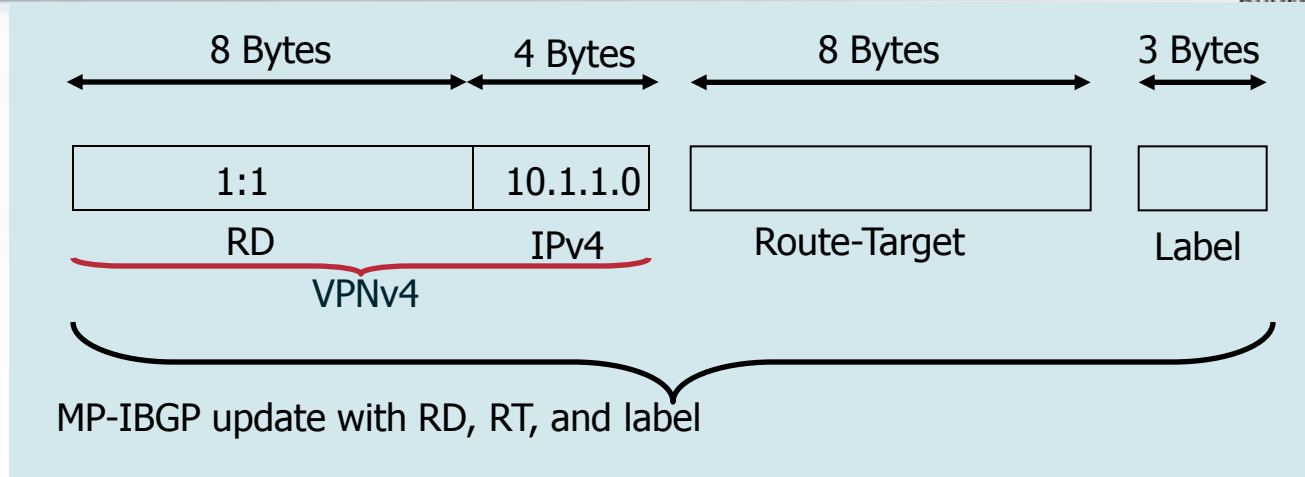 8 Bytes 4 Bytes 8 Bytes 3 Bytes
1:1 10.1.1.0
RD IPv4 Route-Target Label
VPNv4
MP-IBGP update with RD, RT, and label